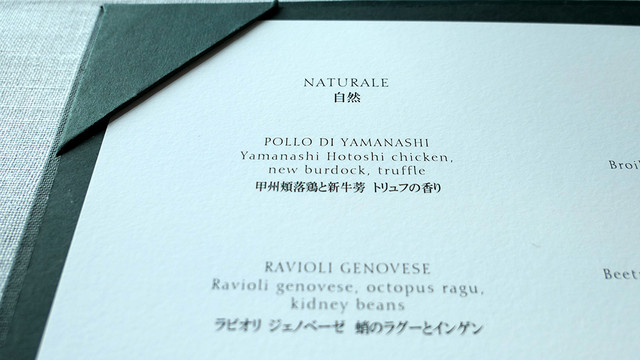 NATURALE
自然
POLLO DI YAMANASHI
Yamanashi Hotoshi chicken,
new burdock, truffle
甲州頬落鶏と新牛蒡 トリュフの香り
Broil
RAVIOLI GENOVESE
Ravioli genovese, octopus ragu,
kidney beans
ラビオリ ジェノベーゼ 蛸のラグーとインゲン
Beet